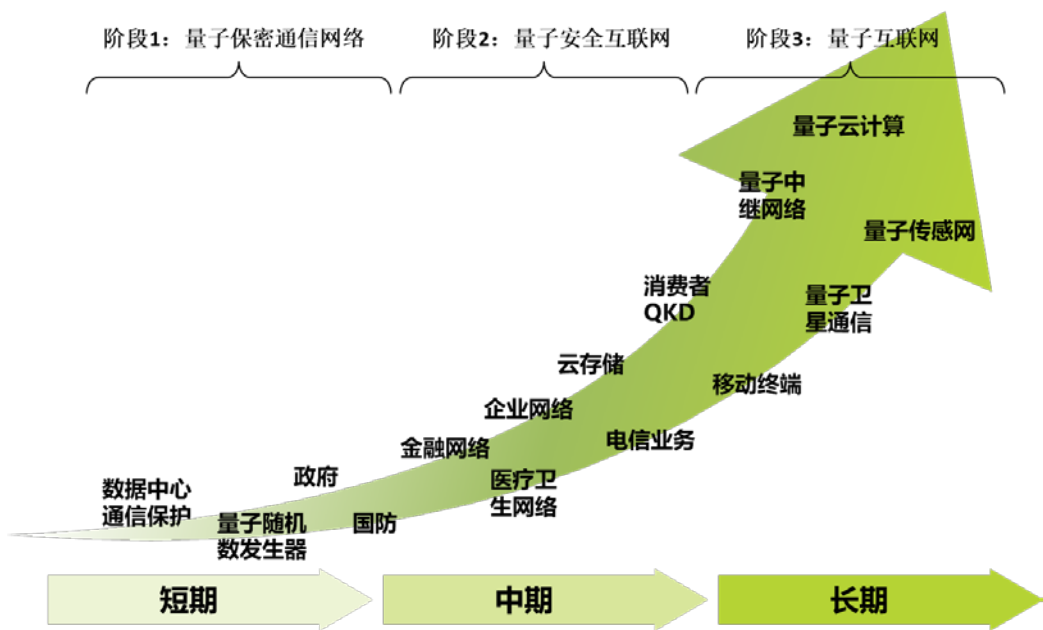 阶段1：量子保密通信网络
阶段2：量子安全互联网
阶段3：量子互联网
量子云计算
量子中
继网络
量子传感网
消费者
QKD
量子卫
星通信
云存储
移动终端
企业网络
电信业务
金融网络
政府
医疗卫
生网络
数据中心
通信保护
量子随机
数发生器
国防
短期
中期
长期